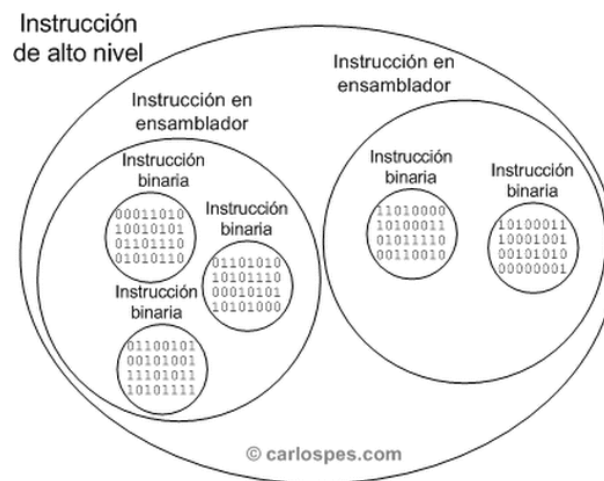 Instrucción
de alto nivel
Instrucción en
ensamblador
Instrucción
binaria
00011010
10010101
01101110
01010110
Instrucción
binaria
01101010
10101110
00010101
10101000
Instrucción
binaria
01100101
00101001
11101011
10101111
Instrucción en
ensamblador
Instrucción
binaria
11010000
10100011
01011110
00110010
Instrucción
binaria
10100011
10001001
00101010
00000001
© carlospes.com